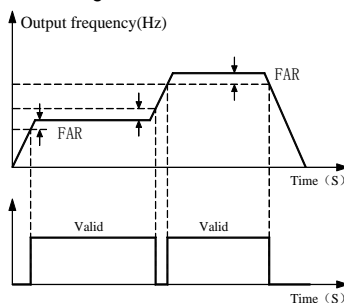 Output frequency(Hz)
FAR
FAR
Time（S）
Valid
Valid
Time（S）